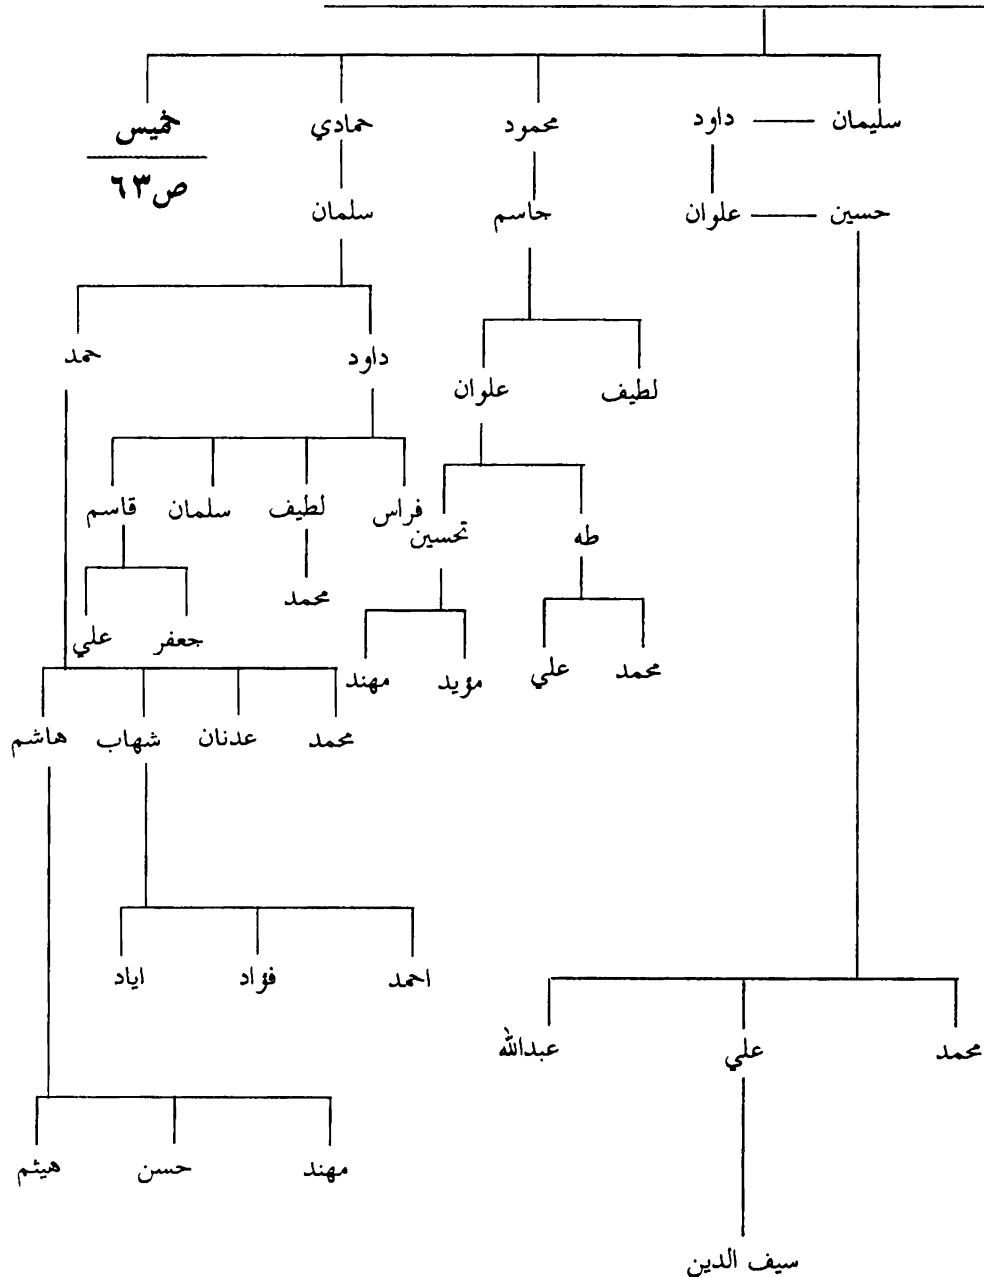 سليمان داود محمود حمادي خميس
ص٦٣
حسين علوان جاسم سلمان
داود حمد
لطيف علوان
فراس لطيف سلمان قاسم
طه تحسين
محمد
جعفر علي
محمد علي مؤيد مهند
محمد عدنان شهاب هاشم
احمد فؤاد اياد
محمد علي عبدالله
مهند حسن هيثم
سيف الدين